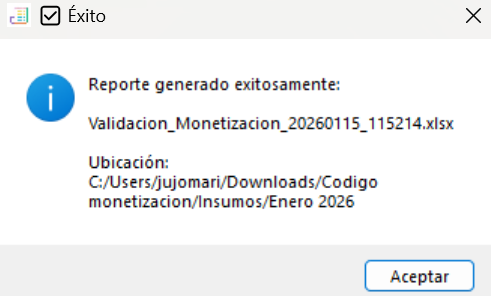 Éxito
Reporte generado exitosamente:
Validacion_Monetizacion_20260115_115214.xlsx
Ubicación:
C:/Users/jujomari/Downloads/Codigo
monetizacion/Insumos/Enero 2026
Aceptar